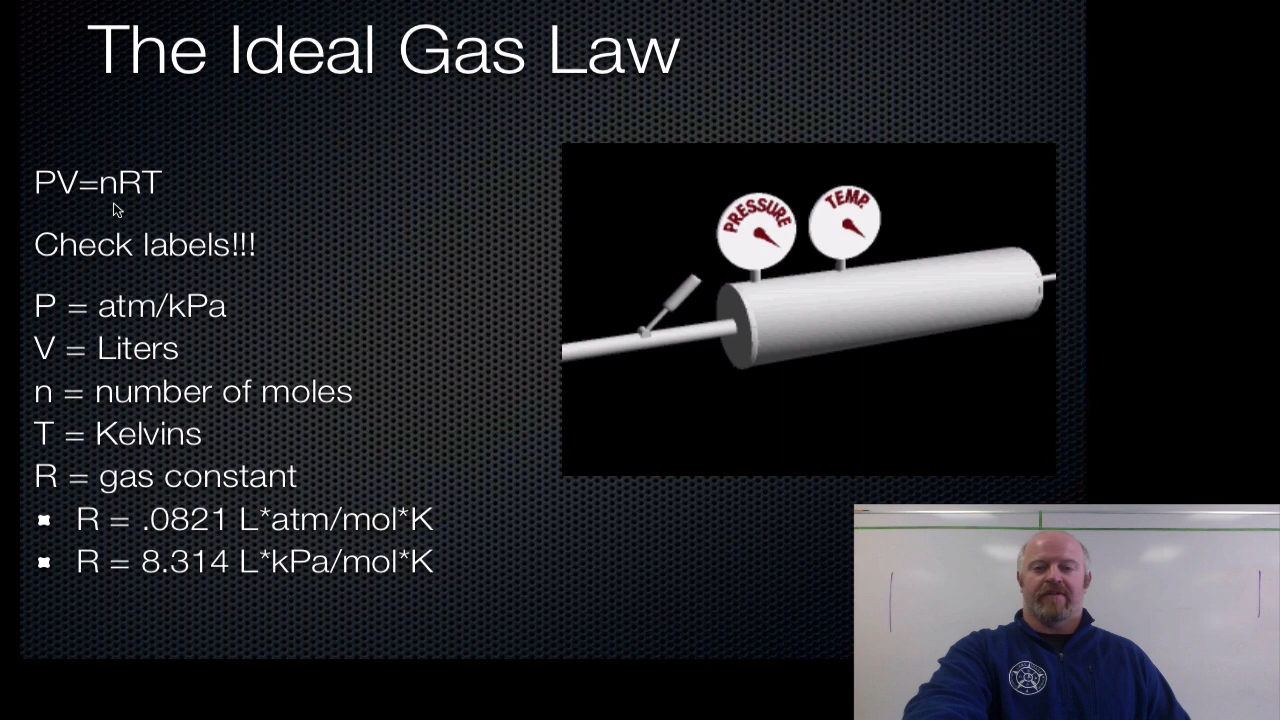 The Ideal Gas Law
PV=nRT
Check labels!!!
P = atm/kPa
V = Liters
n = number of moles
T = Kelvins
R = gas constant
R = .0821 L*atm/mol*K
R = 8.314 L*kPa/mol*K
PRESSURE
TEMP.